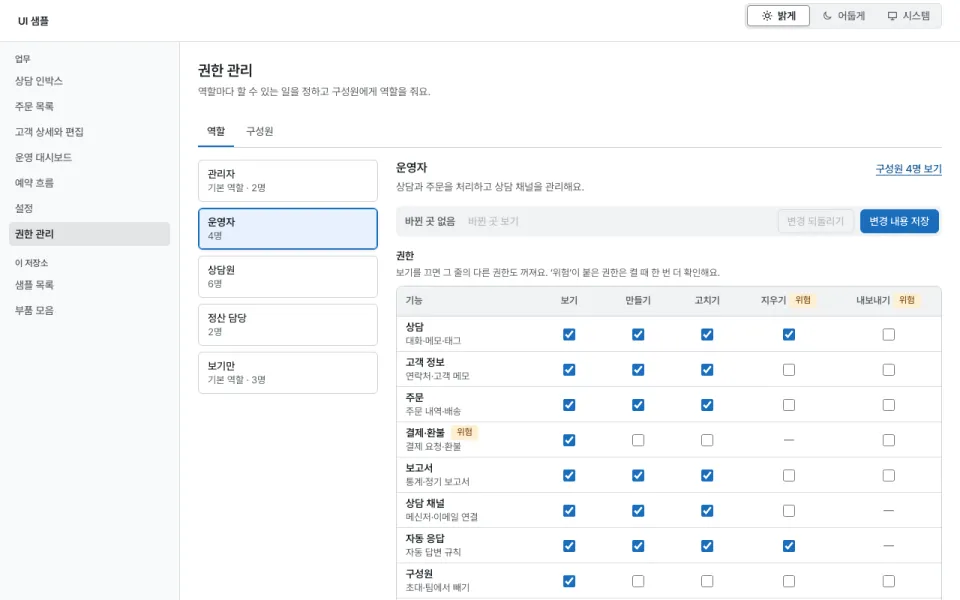 UI 샘플
밝게
어둡게
시스템
업무
상담 인박스
주문 목록
고객 상세와 편집
운영 대시보드
예약 흐름
설정
권한 관리
이 저장소
샘플 목록
부품 모음
권한 관리
역할마다 할 수 있는 일을 정하고 구성원에게 역할을 줘요.
역할 구성원
관리자
기본 역할 · 2명
운영자
4명
상담원
6명
정산 담당
2명
보기만
기본 역할 · 3명
운영자
구성원 4명 보기
상담과 주문을 처리하고 상담 채널을 관리해요.
바뀐 곳 없음 바뀐 곳 보기 변경 되돌리기 변경 내용 저장
권한
보기를 끄면 그 줄의 다른 권한도 꺼져요. '위험'이 붙은 권한은 켤 때 한 번 더 확인해요.
기능 보기 만들기 고치기 지우기 위험 내보내기 위험
상담
대화·메모·태그
고객 정보
연락처·고객 메모
주문
주문 내역·배송
결제·환불 위험
결제 요청·환불
—
보고서
통계·정기 보고서
상담 채널
메신저·이메일 연결
—
자동 응답
자동 답변 규칙
—
구성원
초대·팀에서 빼기